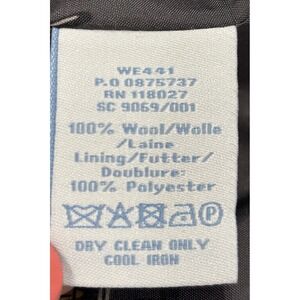 WE441
P.O 0875737
RN 118027
SC 9069/001
100% Wool/Wolle
/Laine
Lining/Futter/
Doublure:
100% Polyester
P
DRY CLEAN ONLY
COOL IRON